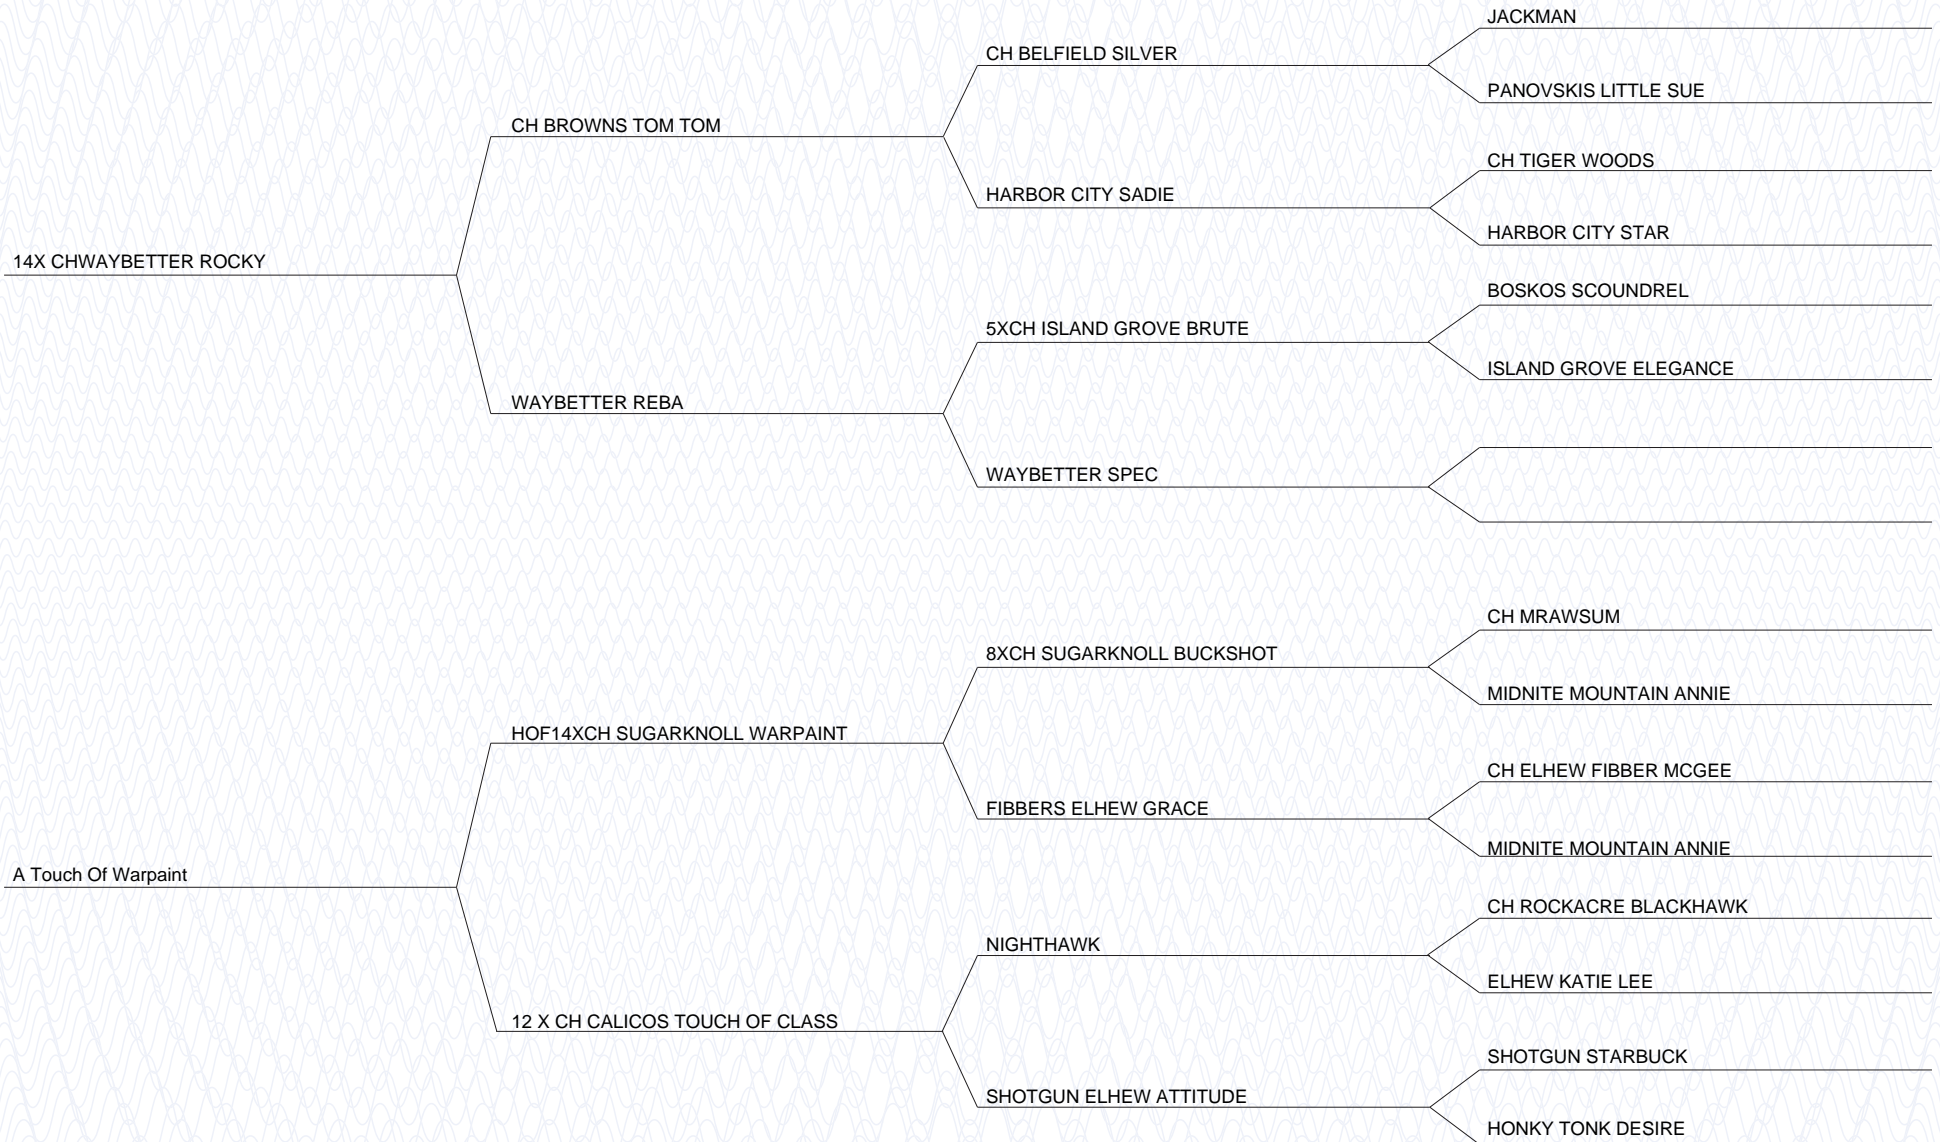 JACKMAN
CH BELFIELD SILVER
PANOVSKIS LITTLE SUE
CH BROWNS TOM TOM
CH TIGER WOODS
HARBOR CITY SADIE
HARBOR CITY STAR
14X CHWAYBETTER ROCKY
BOSKOS SCOUNDREL
5XCH ISLAND GROVE BRUTE
ISLAND GROVE ELEGANCE
WAYBETTER REBA
WAYBETTER SPEC
CH MRAWSUM
8XCH SUGARKNOLL BUCKSHOT
MIDNITE MOUNTAIN ANNIE
HOF14XCH SUGARKNOLL WARPAINT
CH ELHEW FIBBER MCGEE
FIBBERS ELHEW GRACE
MIDNITE MOUNTAIN ANNIE
A Touch Of Warpaint
CH ROCKACRE BLACKHAWK
NIGHTHAWK
ELHEW KATIE LEE
12 X CH CALICOS TOUCH OF CLASS
SHOTGUN STARBUCK
SHOTGUN ELHEW ATTITUDE
HONKY TONK DESIRE